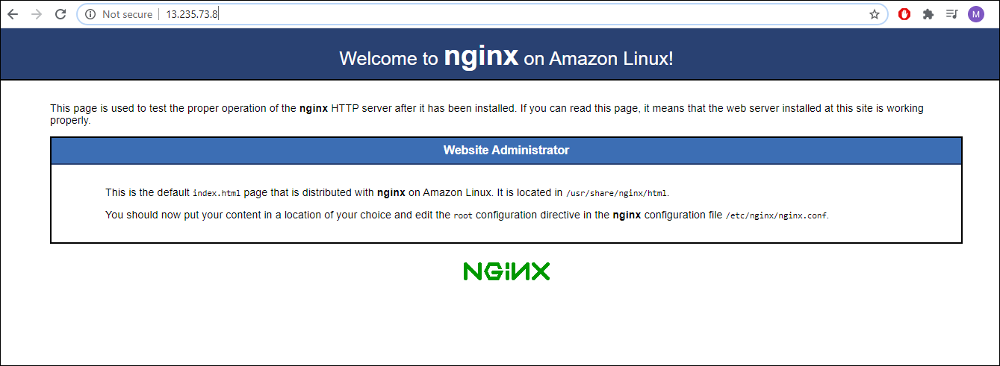 Not secure | 13.235.73.8
M
Welcome to nginx on Amazon Linux!
This page is used to test the proper operation of the nginx HTTP server after it has been installed. If you can read this page, it means that the web server installed at this site is working
properly.
Website Administrator
This is the default index.html page that is distributed with nginx on Amazon Linux. It is located in /usr/share/nginx/html.
You should now put your content in a location of your choice and edit the root configuration directive in the nginx configuration file /etc/nginx/nginx.conf.
NGiNX